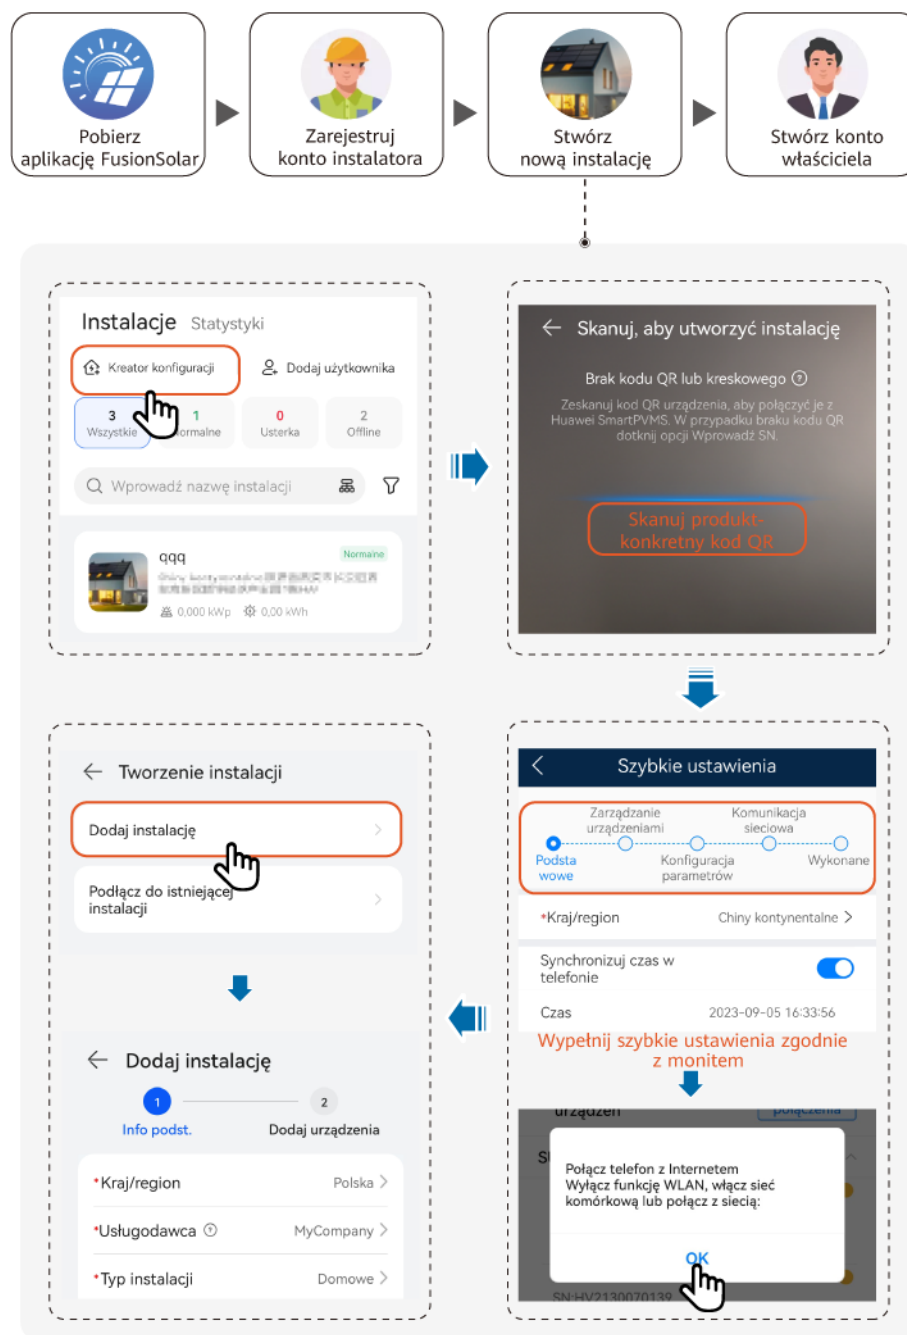 Pobierz
aplikację FusionSolar
Zarejestruj
konto instalatora
Stwórz
nową instalację
Stwórz konto
właściciela
Instalacje Statystyki
Kreator konfiguracji
Dodaj użytkownika
3
Wszystkie
1
ormalne
0
Usterka
2
Offline
Wprowadź nazwę instalacji
qqq
Normalne
0,000 kWp
0,00 kWh
Skanuj, aby utworzyć instalację
Brak kodu QR lub kreskowego
Zeskanuj kod QR urządzenia, aby połączyć je z
Huawei SmartPVMS. W przypadku braku kodu QR
dotknij opcji Wprowadź SN.
Skanuj produkt-
konkretny kod QR
Szybkie ustawienia
Zarządzanie
urządzeniami
Komunikacja
sieciowa
Podsta
wowe
Konfiguracja
parametrów
Wykonane
*Kraj/region
Chiny kontynentalne
Synchronizuj czas w
telefonie
Czas
2023-09-05 16:33:56
Wypełnij szybkie ustawienia zgodnie
z monitem
urządzeń
połączenia
Połącz telefon z Internetem
Wyłącz funkcję WLAN, włącz sieć
komórkową lub połącz z siecią:
OK
SN:HV2130070139
Tworzenie instalacji
Dodaj instalację
Podłącz do istniejącej
instalacji
Dodaj instalację
1
2
Info podst.
Dodaj urządzenia
*Kraj/region
Polska
*Usługodawca
MyCompany
*Typ instalacji
Domowe